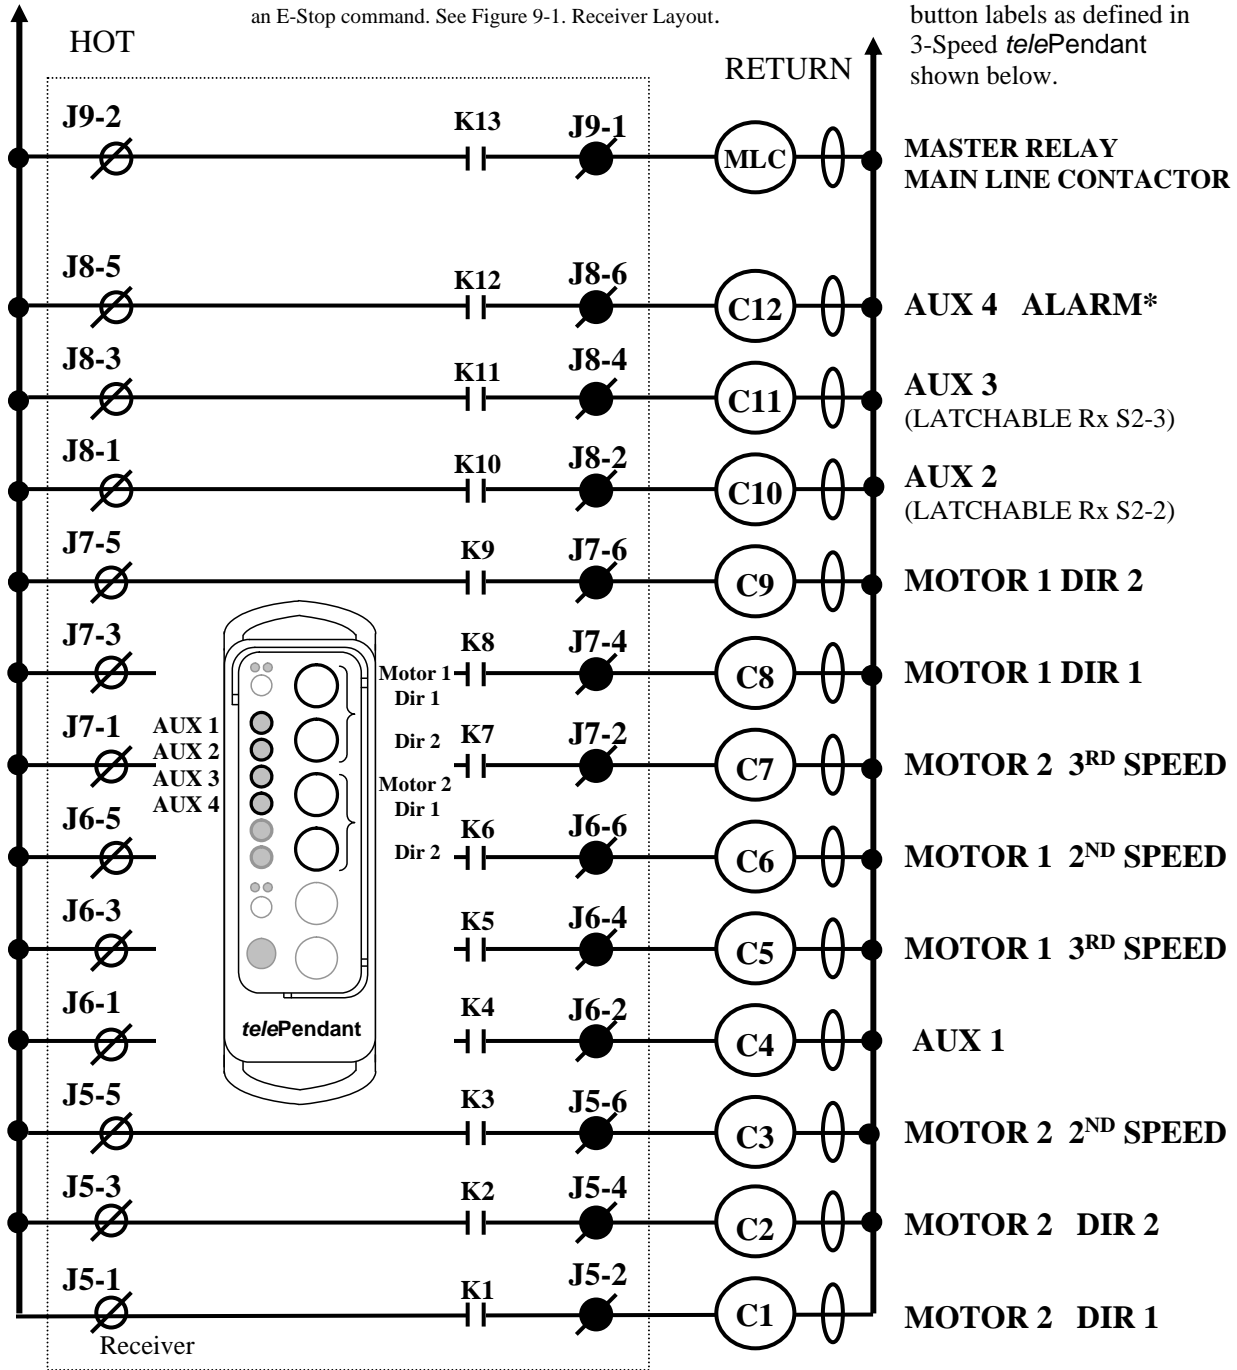 an E-Stop command. See Figure 9-1. Receiver Layout.
button labels as defined in
3-Speed telePendant
shown below.
HOT
RETURN
J9-2 K13 J9-1 MLC MASTER RELAY
MAIN LINE CONTACTOR
J8-5 K12 J8-6 C12 AUX 4 ALARM*
J8-3 K11 J8-4 C11 AUX 3
(LATCHABLE Rx S2-3)
J8-1 K10 J8-2 C10 AUX 2
(LATCHABLE Rx S2-2)
J7-5 K9 J7-6 C9 MOTOR 1 DIR 2
J7-3 K8 J7-4 C8 MOTOR 1 DIR 1
J7-1 K7 J7-2 C7 MOTOR 2 3RD SPEED
J6-5 K6 J6-6 C6 MOTOR 1 2ND SPEED
J6-3 K5 J6-4 C5 MOTOR 1 3RD SPEED
J6-1 K4 J6-2 C4 AUX 1
J5-5 K3 J5-6 C3 MOTOR 2 2ND SPEED
J5-3 K2 J5-4 C2 MOTOR 2 DIR 2
J5-1 K1 J5-2 C1 MOTOR 2 DIR 1
Receiver
AUX 1
AUX 2
AUX 3
AUX 4
Motor 1
Dir 1
Dir 2
Motor 2
Dir 1
Dir 2
telePendant